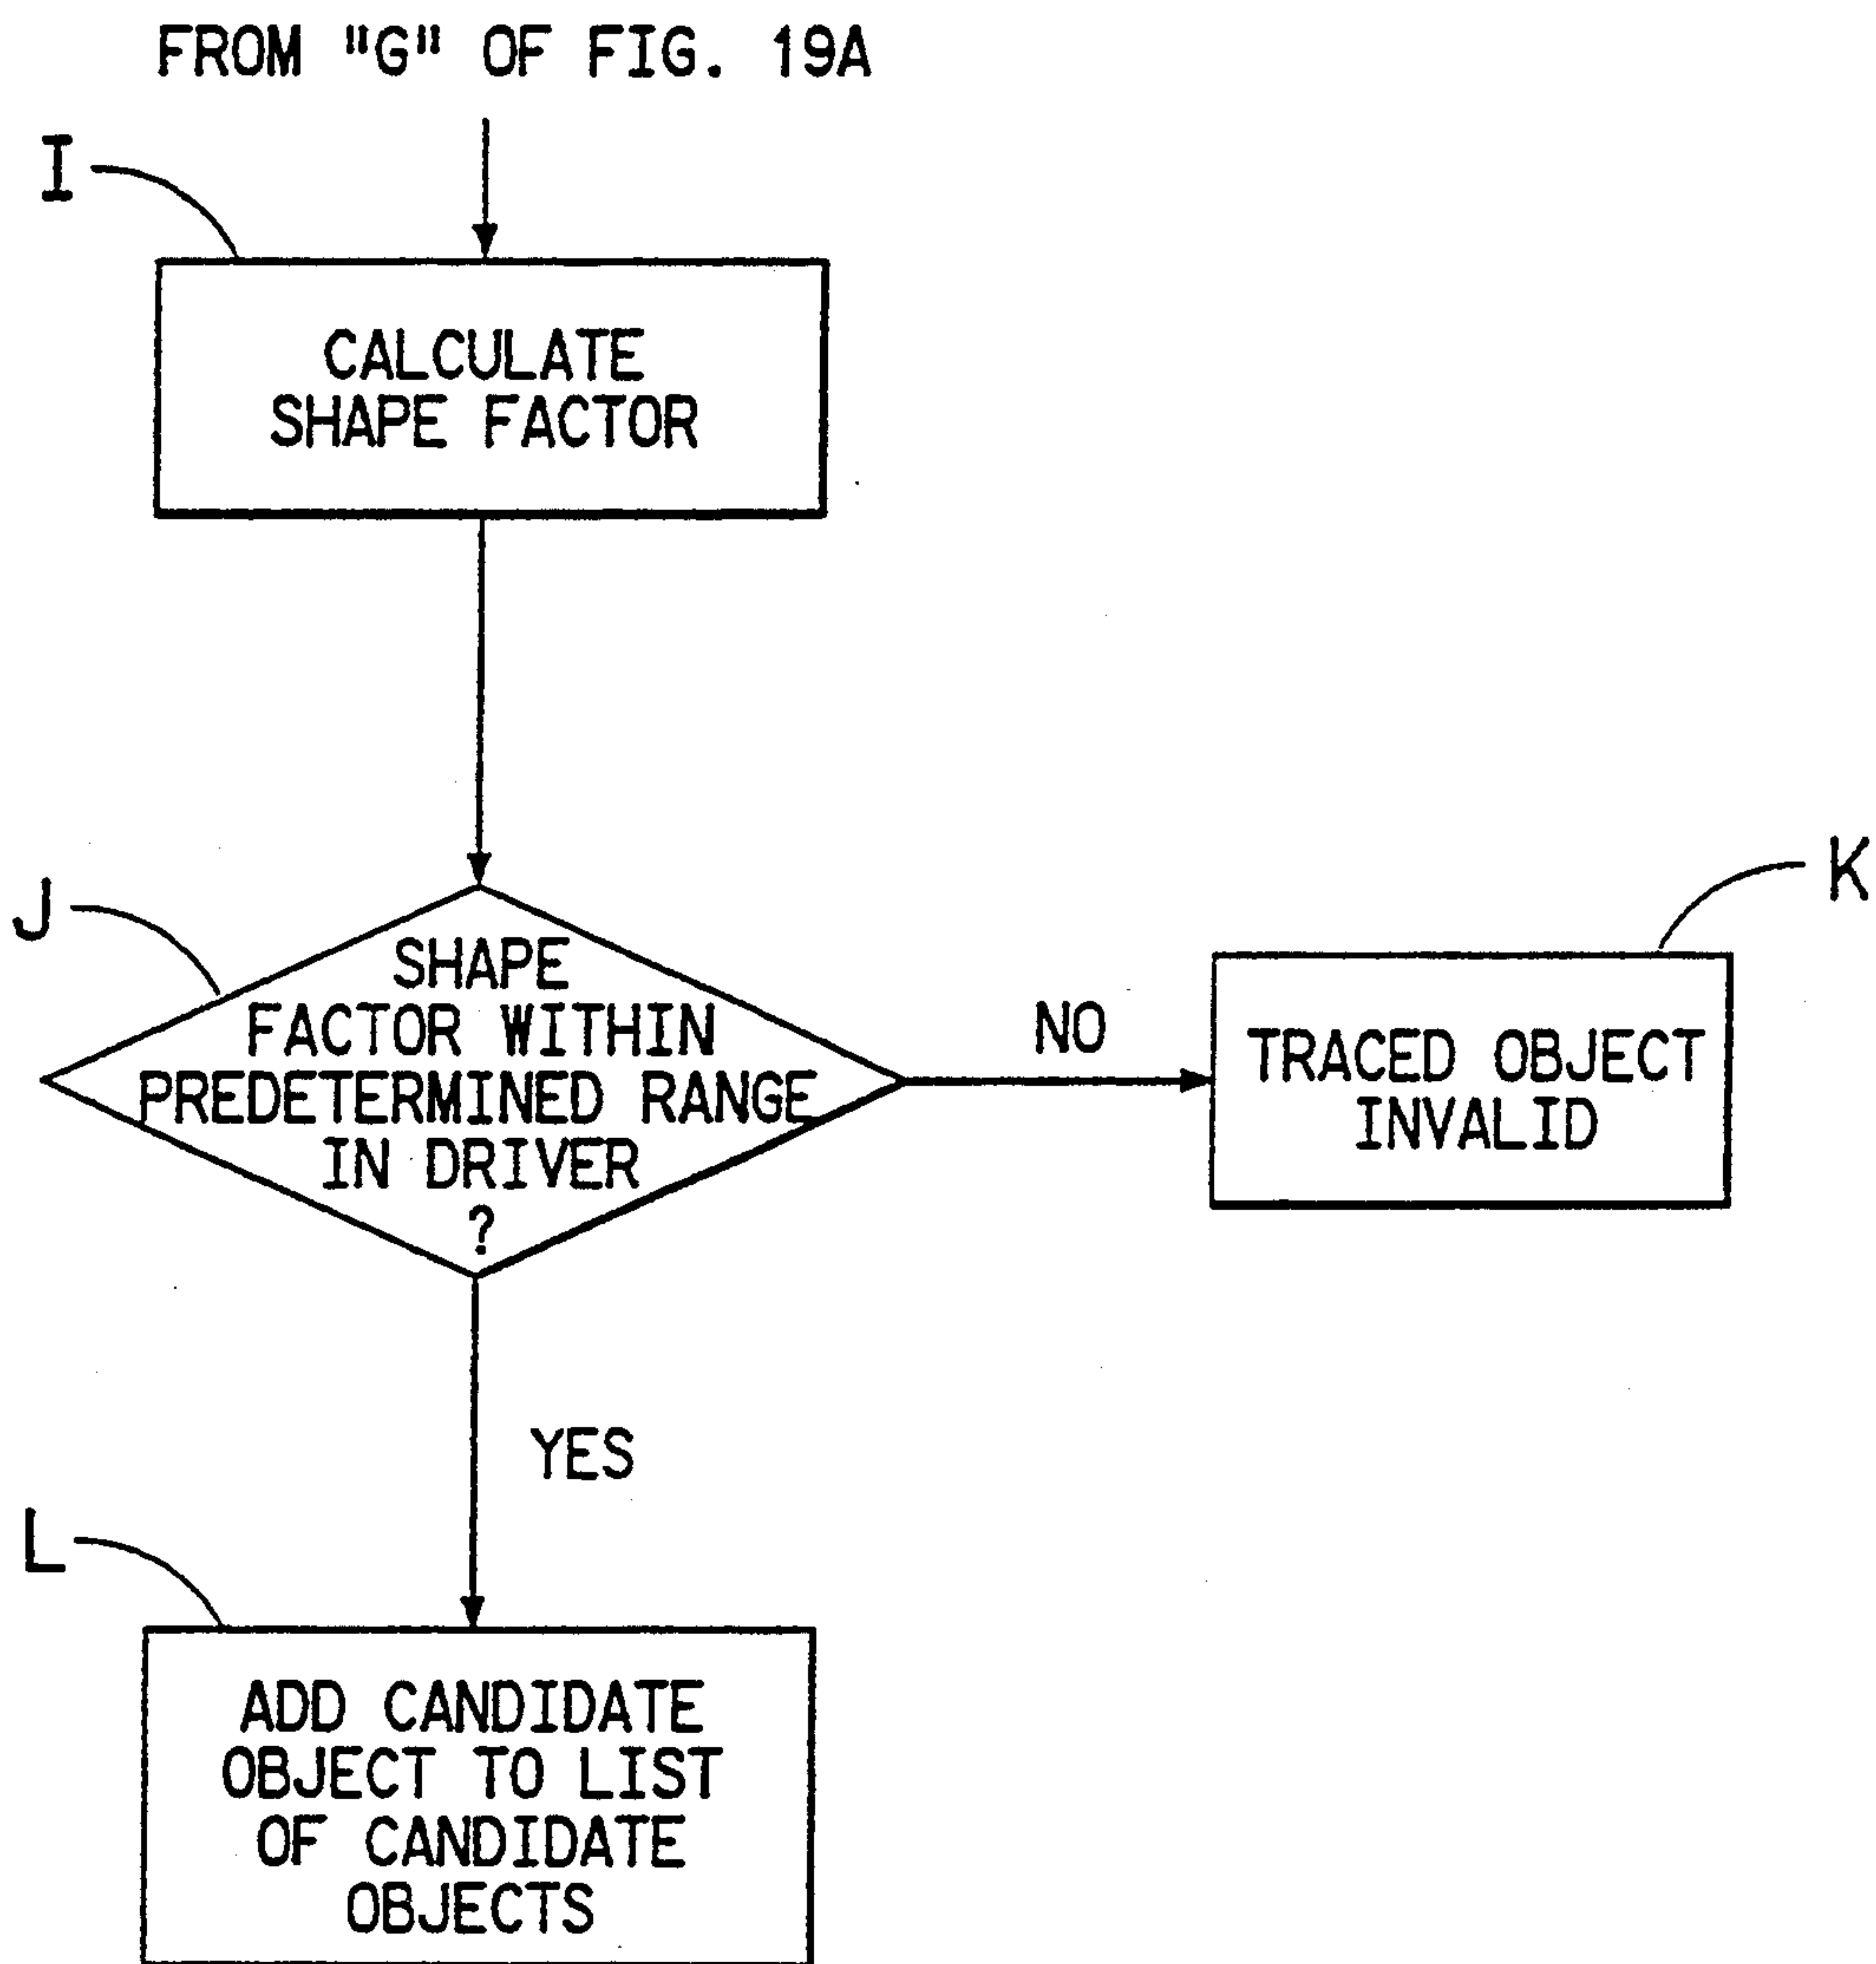 FROM "G" OF FIG. 19A
I
CALCULATE
SHAPE FACTOR
J
SHAPE
FACTOR WITHIN
PREDETERMINED RANGE
IN DRIVER
?
NO
K
TRACED OBJECT
INVALID
YES
L
ADD CANDIDATE
OBJECT TO LIST
OF CANDIDATE
OBJECTS